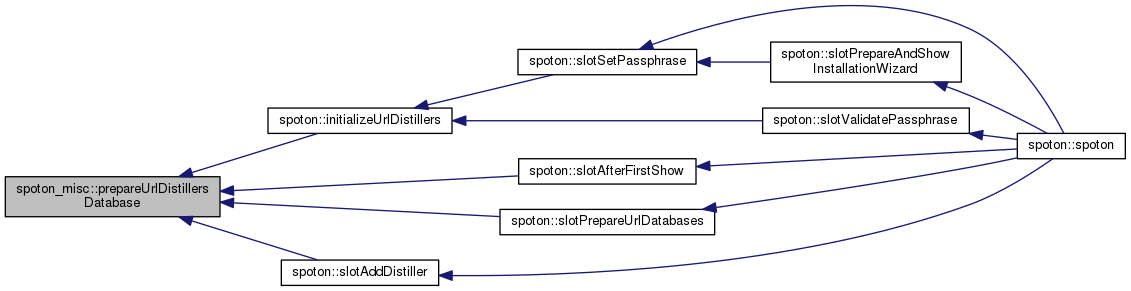 spoton::slotSetPassphrase
spoton::slotPrepareAndShow
InstallationWizard
spoton::initializeUrlDistillers
spoton::slotValidatePassphrase
spoton::spoton
spoton::slotAfterFirstShow
spoton_misc::prepareUrlDistillers
Database
spoton::slotPrepareUrlDatabases
spoton::slotAddDistiller